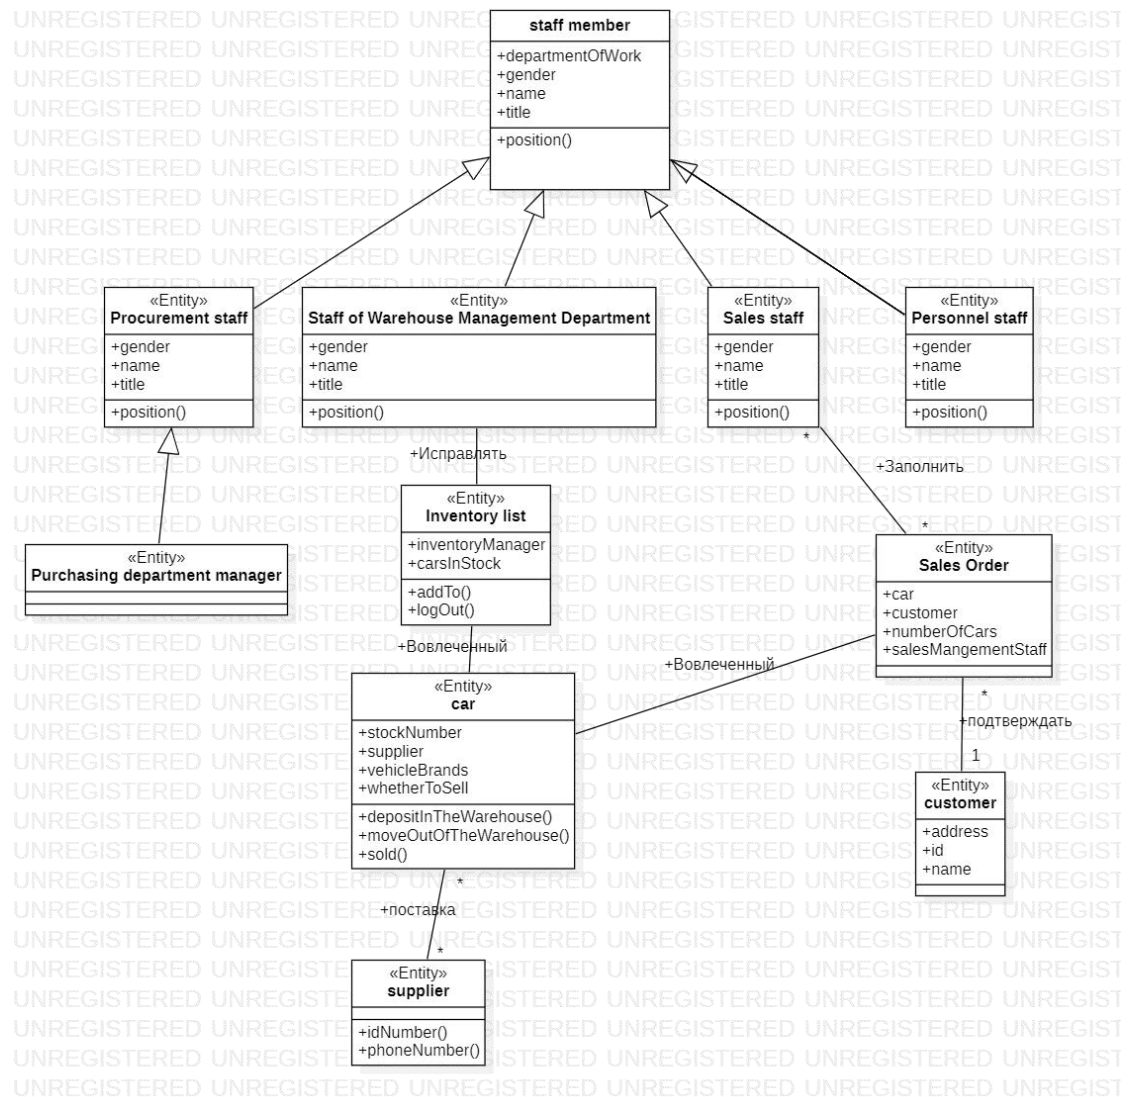 staff member
+departmentOfWork
+gender
+name
+title
+position()
«Entity»
Procurement staff
+gender
+name
+title
+position()
«Entity»
Staff of Warehouse Management Department
+gender
+name
+title
+position()
«Entity»
Sales staff
+gender
+name
+title
+position()
«Entity»
Personnel staff
+gender
+name
+title
+position()
*
+Исправлять
+Заполнить
*
«Entity»
Purchasing department manager
«Entity»
Inventory list
+inventoryManager
+carsInStock
+addTo()
+logOut()
«Entity»
Sales Order
+car
+customer
+numberOfCars
+salesMangementStaff
+Вовлеченный
+Вовлеченный
*
+подтверждать
1
«Entity»
car
+stockNumber
+supplier
+vehicleBrands
+whetherToSell
+depositInTheWarehouse()
+moveOutOfTheWarehouse()
+sold()
«Entity»
customer
+address
+id
+name
*
+поставка
*
«Entity»
supplier
+idNumber()
+phoneNumber()
UNREGISTERED